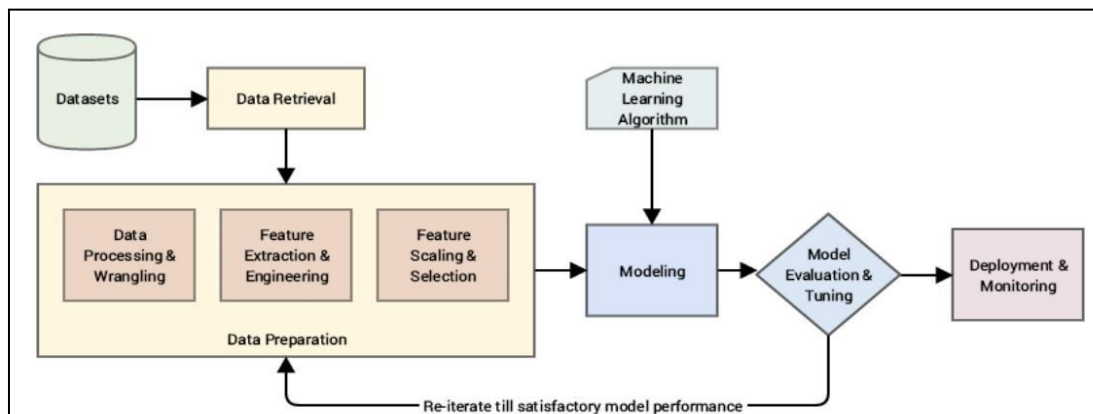 Datasets
Data Retrieval
Machine
Learning
Algorithm
Data
Processing &
Wrangling
Feature
Extraction &
Engineering
Feature
Scaling &
Selection
Data Preparation
Modeling
Model
Evaluation &
Tuning
Deployment &
Monitoring
Re-iterate till satisfactory model performance